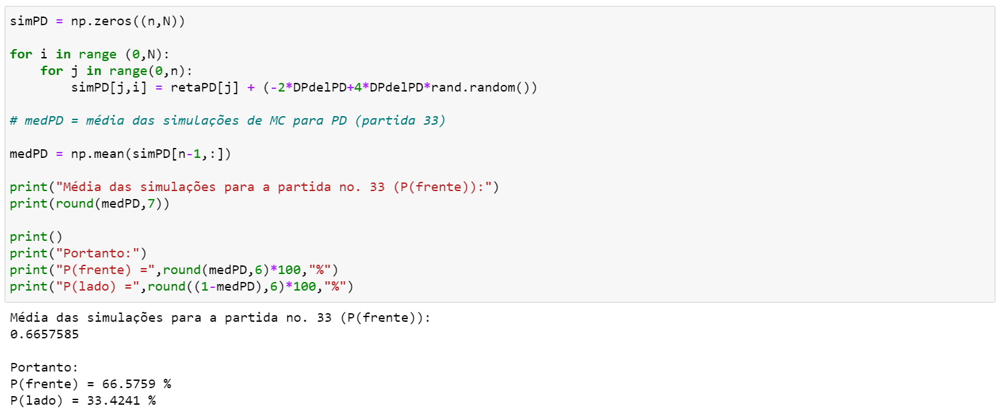 simPD = np.zeros((n,N))
for i in range (0,N):
    for j in range(0,n):
        simPD[j,i] = retaPD[j] + (-2*DPdelPD+4*DPdelPD*rand.random())
# medPD = média das simulações de MC para PD (partida 33)
medPD = np.mean(simPD[n-1,:])
print("Média das simulações para a partida no. 33 (P(frente)):")
print(round(medPD,7))
print()
print("Portanto:")
print("P(frente) =",round(medPD,6)*100,"%")
print("P(lado) =",round((1-medPD),6)*100,"%")
Média das simulações para a partida no. 33 (P(frente)):
0.6657585
Portanto:
P(frente) = 66.5759 %
P(lado) = 33.4241 %